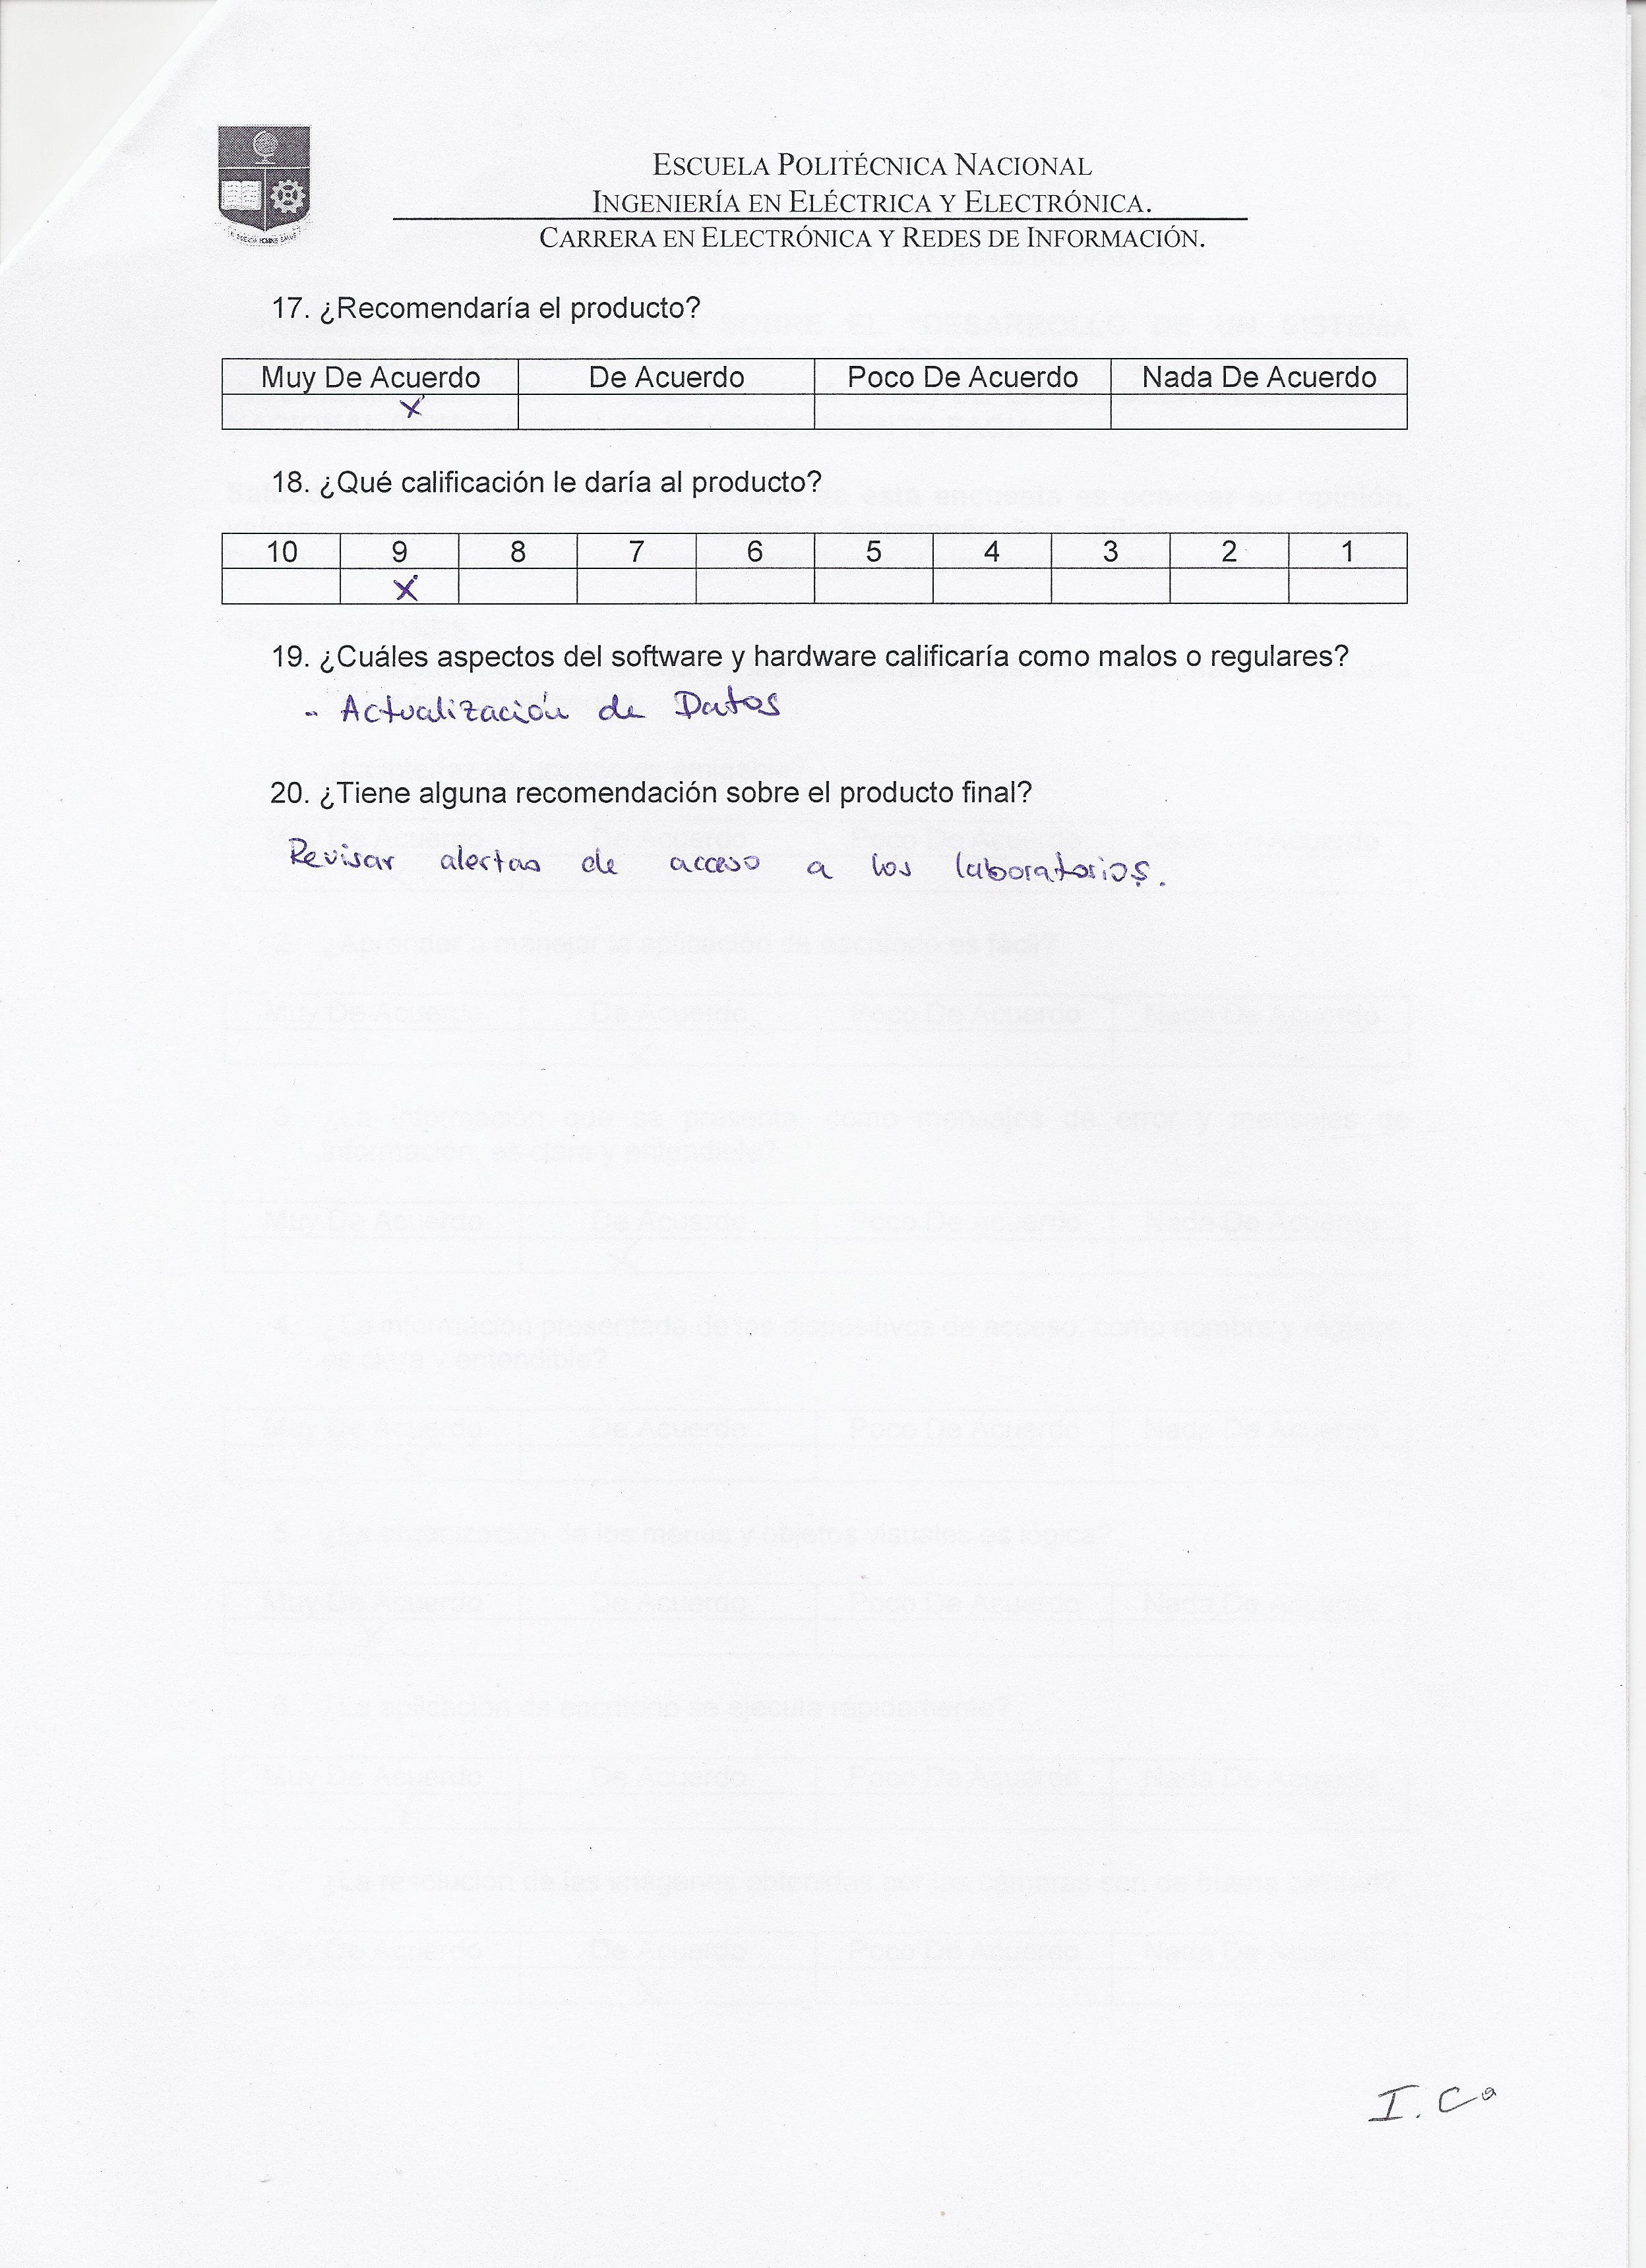 ESCUELA POLITÉCNICA NACIONAL
INGENIERÍA EN ELÉCTRICA Y ELECTRÓNICA.
CARRERA EN ELECTRÓNICA Y REDES DE INFORMACIÓN.
17. ¿Recomendaría el producto?
Muy De Acuerdo De Acuerdo Poco De Acuerdo Nada De Acuerdo
X
18. ¿Qué calificación le daría al producto?
10 9 8 7 6 5 4 3 2 1
X
19. ¿Cuáles aspectos del software y hardware calificaría como malos o regulares?
- Actualización de Datos
20. ¿Tiene alguna recomendación sobre el producto final?
Revisar alertas de acceso a los laboratorios.
I. Ca